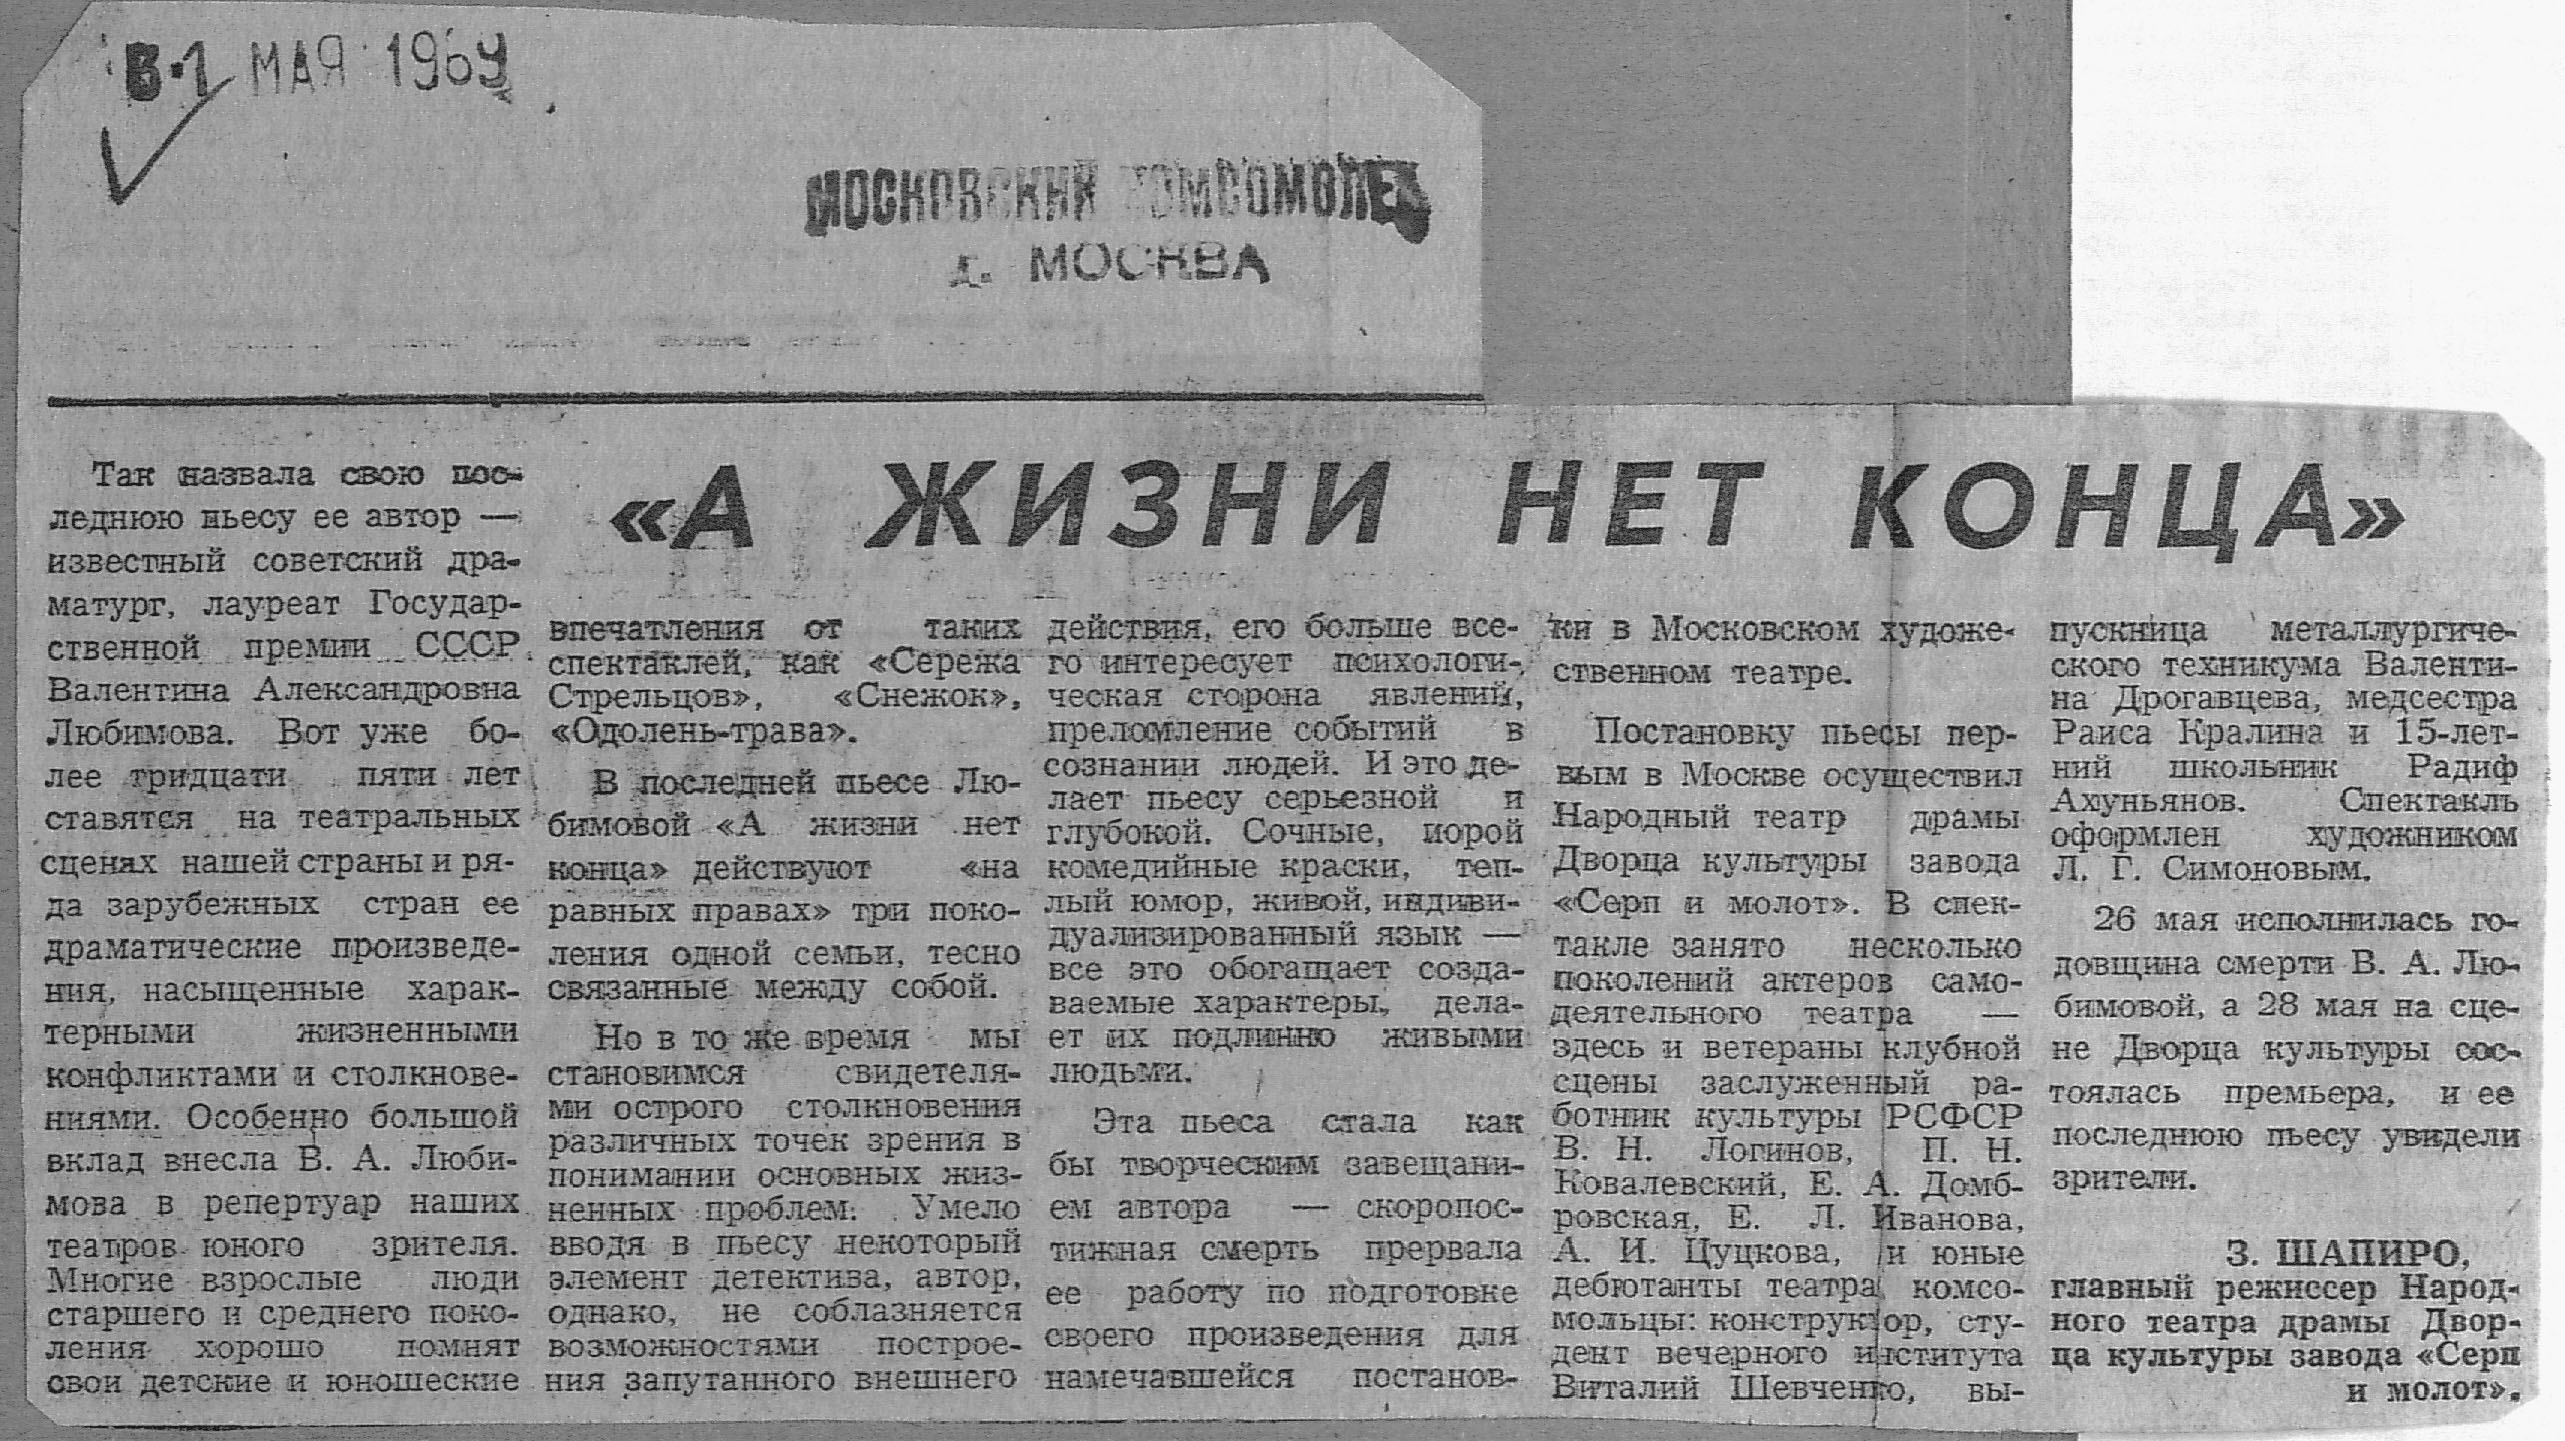 МАЯ 1969
МОСКОВСКИЙ КОМСОМОЛЕЦ
г. МОСКВА
«А ЖИЗНИ НЕТ КОНЦА»
Так назвала свою пос-
леднюю пьесу ее автор —
известный советский дра-
матург, лауреат Государ-
ственной премии СССР
Валентина Александровна
Любимова. Вот уже бо-
лее тридцати пяти лет
ставятся на театральных
сценах нашей страны и ря-
да зарубежных стран ее
драматические произведе-
ния, насыщенные харак-
терными жизненными
конфликтами и столкнове-
ниями. Особенно большой
вклад внесла В. А. Люби-
мова в репертуар наших
театров юного зрителя.
Многие взрослые люди
старшего и среднего поко-
ления хорошо помнят
свои детские и юношеские
впечатления от таких
спектаклей, как «Сережа
Стрельцов», «Снежок»,
«Одолень-трава».
В последней пьесе Лю-
бимовой «А жизни нет
конца» действуют «на
равных правах» три поко-
ления одной семьи, тесно
связанные между собой.
Но в то же время мы
становимся свидетеля-
ми острого столкновения
различных точек зрения в
понимании основных жиз-
ненных проблем. Умело
вводя в пьесу некоторый
элемент детектива, автор,
однако, не соблазняется
возможностями построе-
ния запутанного внешнего
действия, его больше все-
го интересует психологи-
ческая сторона явлений,
преломление событий в
сознании людей. И это де-
лает пьесу серьезной и
глубокой. Сочные, порой
комедийные краски, теп-
лый юмор, живой, индиви-
дуализированный язык —
все это обогащает созда-
ваемые характеры, дела-
ет их подлинно живыми
людьми.
Эта пьеса стала как
бы творческим завещани-
ем автора — скоропос-
тижная смерть прервала
ее работу по подготовке
своего произведения для
намечавшейся постанов-
ки в Московском художе-
ственном театре.
Постановку пьесы пер-
вым в Москве осуществил
Народный театр драмы
Дворца культуры завода
«Серп и молот». В спек-
такле занято несколько
поколений актеров само-
деятельного театра —
здесь и ветераны клубной
сцены заслуженный ра-
ботник культуры РСФСР
В. Н. Логинов, П. Н.
Ковалевский, Е. А. Домб-
ровская, Е. Л. Иванова,
А. И. Цуцкова, и юные
дебютанты театра комсо-
мольцы: конструктор, сту-
дент вечернего института
Виталий Шевченко, вы-
пускница металлургиче-
ского техникума Валенти-
на Дрогавцева, медсестра
Раиса Кралина и 15-лет-
ний школьник Радиф
Ахуньянов. Спектакль
оформлен художником
Л. Г. Симоновым.
26 мая исполнилась го-
довщина смерти В. А. Лю-
бимовой, а 28 мая на сце-
не Дворца культуры сос-
тоялась премьера, и ее
последнюю пьесу увидели
зрители.
З. ШАПИРО,
главный режиссер Народ-
ного театра драмы Двор-
ца культуры завода «Серп
и молот».